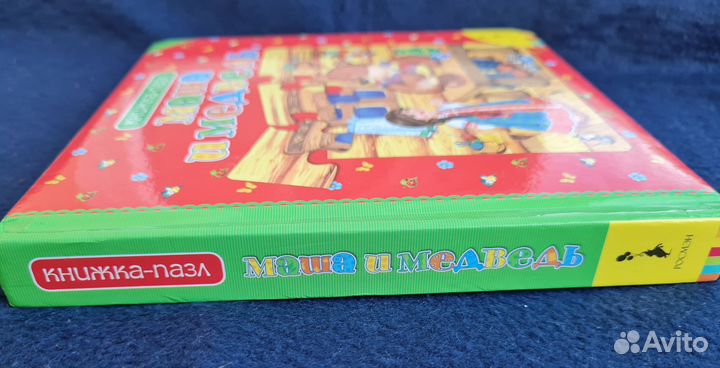 маша
и медведь
КНИЖКА-ПАЗЛ
маша и медведь
РОСМЭН
Avito